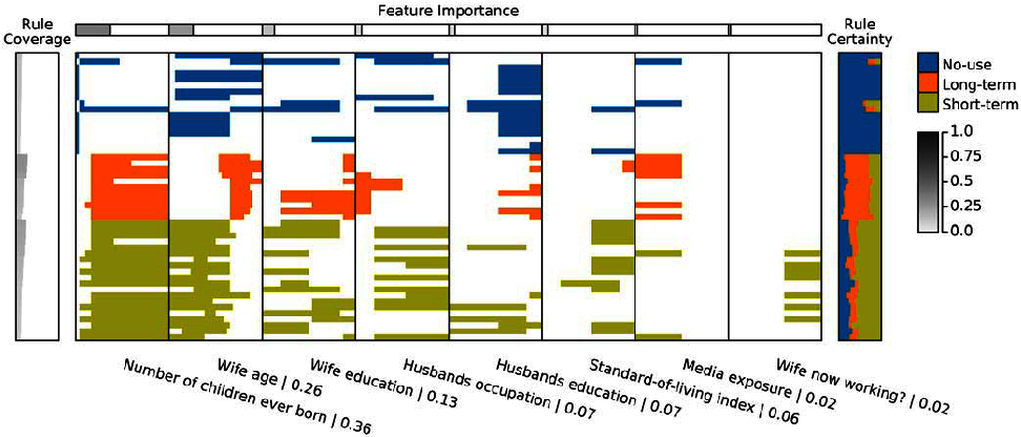 Feature Importance
Rule
Coverage
Rule
Certainty
No-use
Long-term
Short-term
1.0
0.75
0.5
0.25
0.0
Number of children ever born | 0.36
Wife age | 0.26
Wife education | 0.13
Husbands occupation | 0.07
Husbands education | 0.07
Standard-of-living index | 0.06
Media exposure | 0.02
Wife now working? | 0.02